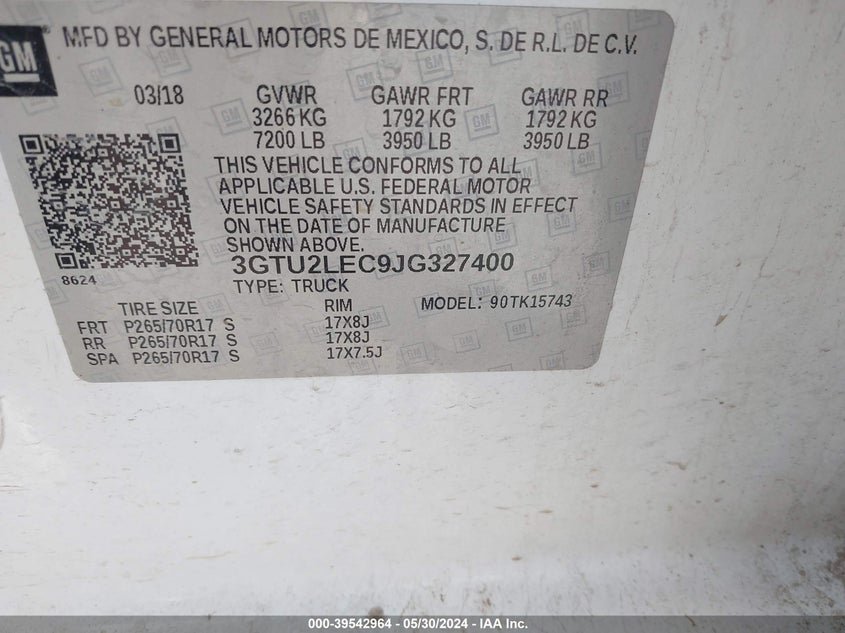 GM MFD BY GENERAL MOTORS DE MEXICO, S. DE R.L. DE C.V.
03/18 GVWR GAWR FRT GAWR RR
3266 KG 1792 KG 1792 KG
7200 LB 3950 LB 3950 LB
THIS VEHICLE CONFORMS TO ALL
APPLICABLE U.S. FEDERAL MOTOR
VEHICLE SAFETY STANDARDS IN EFFECT
ON THE DATE OF MANUFACTURE
SHOWN ABOVE.
8624
3GTU2LEC9JG327400
TYPE: TRUCK MODEL: 90TK15743
TIRE SIZE RIM
FRT P265/70R17 S 17X8J
RR P265/70R17 S 17X8J
SPA P265/70R17 S 17X7.5J
000-39542964 - 05/30/2024 - IAA Inc.